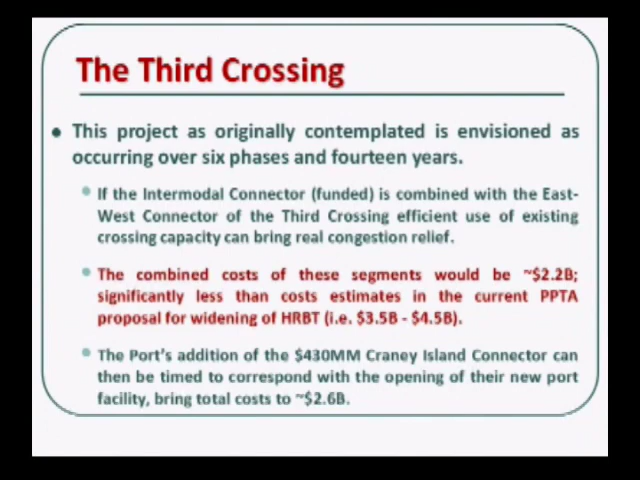 The Third Crossing
• This project as originally contemplated is envisioned as
occurring over six phases and fourteen years.
• If the Intermodal Connector (funded) is combined with the East-
West Connector of the Third Crossing efficient use of existing
crossing capacity can bring real congestion relief.
• The combined costs of these segments would be ~$2.2B;
significantly less than costs estimates in the current PPTA
proposal for widening of HRBT (i.e. $3.5B - $4.5B).
• The Port's addition of the $430MM Craney Island Connector can
then be timed to correspond with the opening of their new port
facility, bring total costs to ~$2.6B.